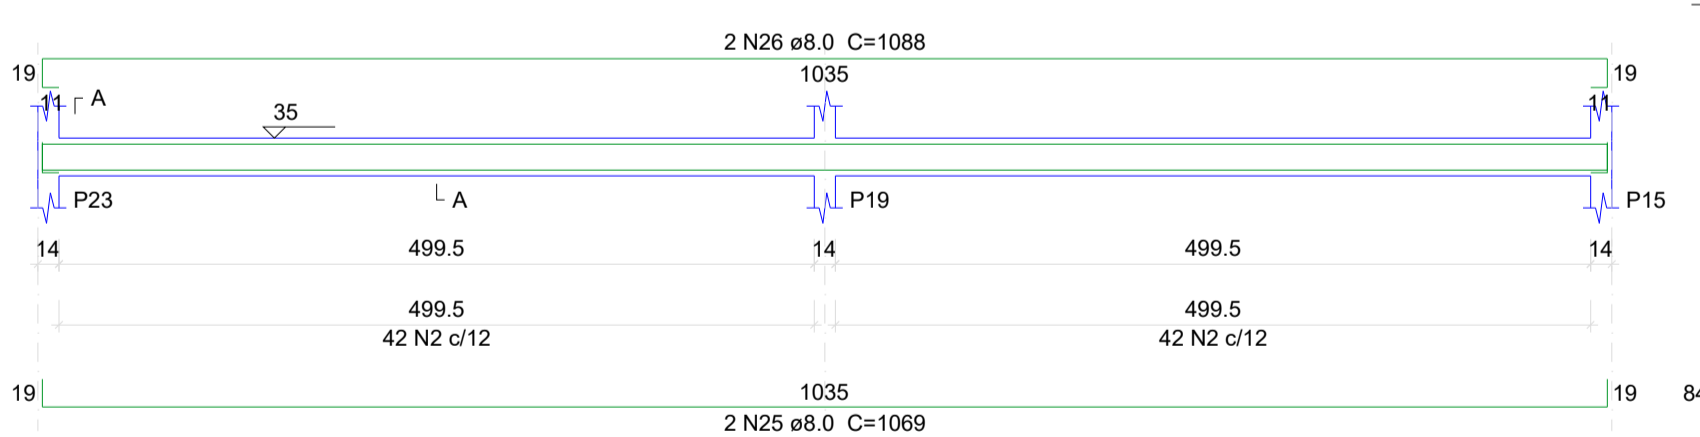 2 N26 ø8.0 C=1088
19 1035 19
11 A 11
35
P23 A P19 P15
14 499.5 14 499.5 14
499.5 499.5
42 N2 c/12 42 N2 c/12
19 1035 19 84
2 N25 ø8.0 C=1069